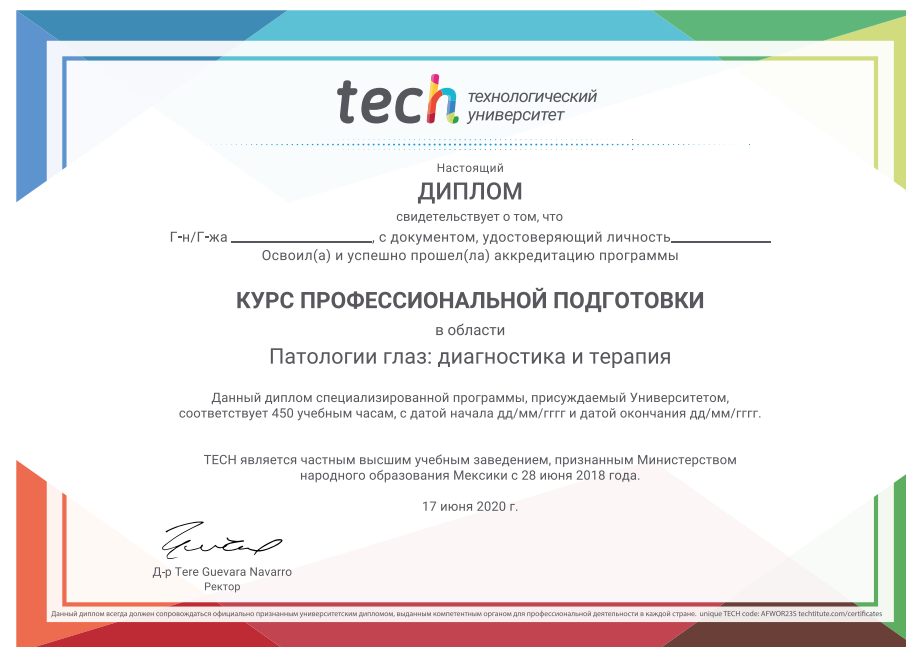 tech технологический
университет
Настоящий
ДИПЛОМ
свидетельствует о том, что
Г-н/Г-жа ________________, с документом, удостоверяющий личность____________
Освоил(а) и успешно прошел(ла) аккредитацию программы
КУРС ПРОФЕССИОНАЛЬНОЙ ПОДГОТОВКИ
в области
Патологии глаз: диагностика и терапия
Данный диплом специализированной программы, присуждаемый Университетом,
соответствует 450 учебным часам, с датой начала дд/мм/гггг и датой окончания дд/мм/гггг.
TECH является частным высшим учебным заведением, признанным Министерством
народного образования Мексики с 28 июня 2018 года.
17 июня 2020 г.
Д-р Tere Guevara Navarro
Ректор
Данный диплом всегда должен сопровождаться официально признанным университетским дипломом, выданным компетентным органом для профессиональной деятельности в каждой стране. unique TECH code: AFWOR235 techtitute.com/certificates